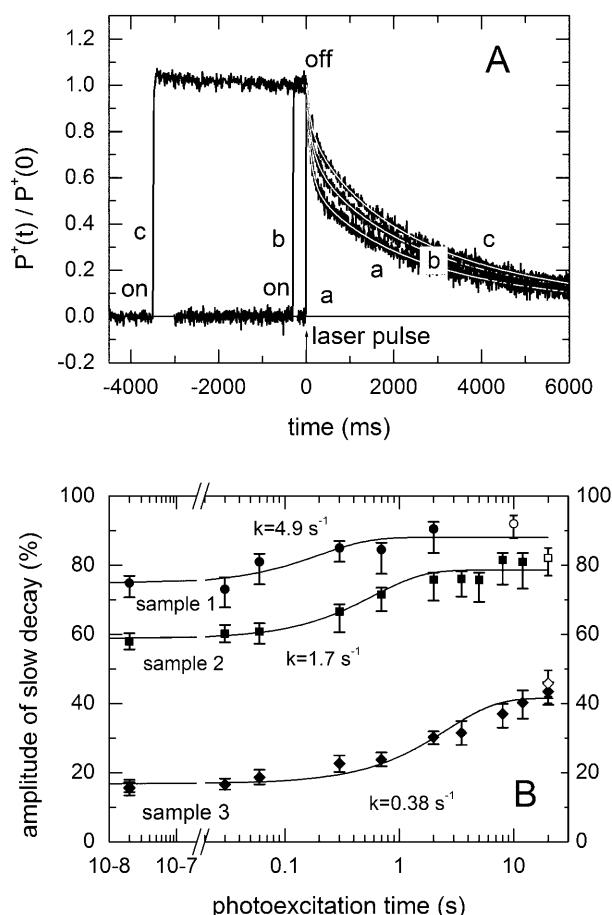 A
off
P⁺(t) / P⁺(0)
1.0
0.8
0.6
0.4
0.2
0.0
-0.2
c
b
c
b
a
on
on
a
laser pulse
-4000
-2000
0
2000
4000
6000
time (ms)
amplitude of slow decay (%)
100
80
60
40
20
0
100
80
60
40
20
0
k=4.9 s⁻¹
sample 1
sample 2
k=1.7 s⁻¹
sample 3
k=0.38 s⁻¹
B
10-8
10-7
0.1
1
10
photoexcitation time (s)